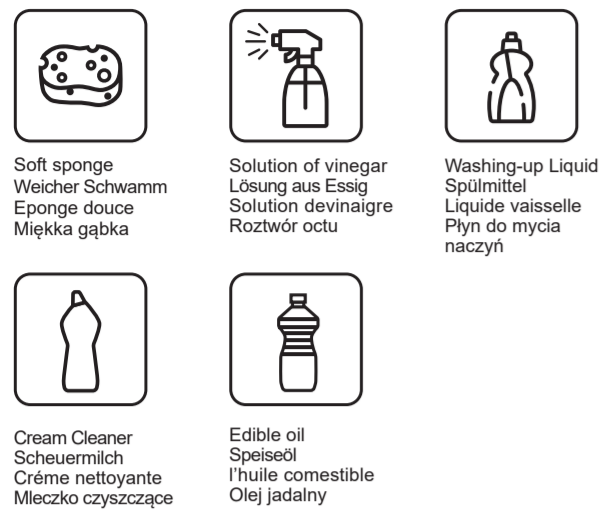 Soft sponge
Weicher Schwamm
Eponge douce
Miękka gąbka
Solution of vinegar
Lösung aus Essig
Solution devinaigre
Roztwór octu
Washing-up Liquid
Spülmittel
Liquide vaisselle
Płyn do mycia
naczyń
Cream Cleaner
Scheuermilch
Créme nettoyante
Mleczko czyszczące
Edible oil
Speiseöl
l'huile comestible
Olej jadalny